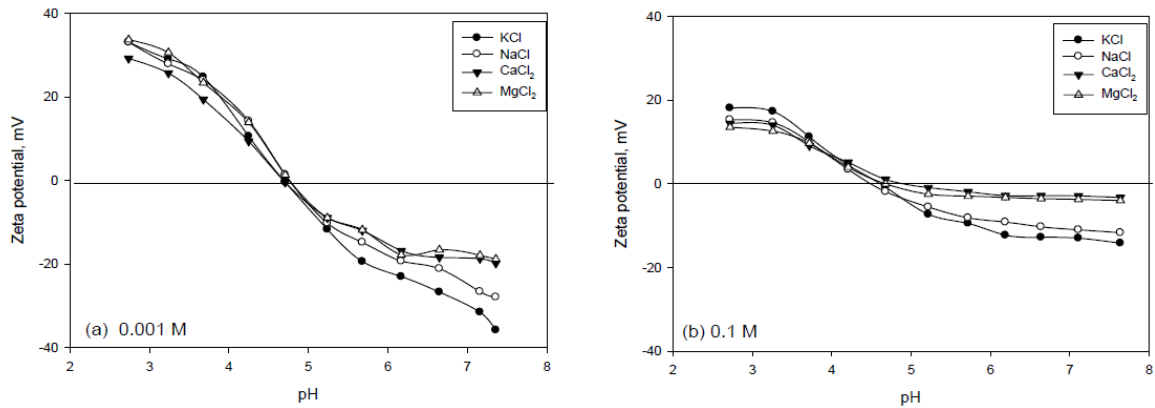 40
20
0
-20
-40
Zeta potential, mV
2 3 4 5 6 7 8
pH
KCl
NaCl
CaCl₂
MgCl₂
(a) 0.001 M
40
20
0
-20
-40
Zeta potential, mV
2 3 4 5 6 7 8
pH
KCl
NaCl
CaCl₂
MgCl₂
(b) 0.1 M